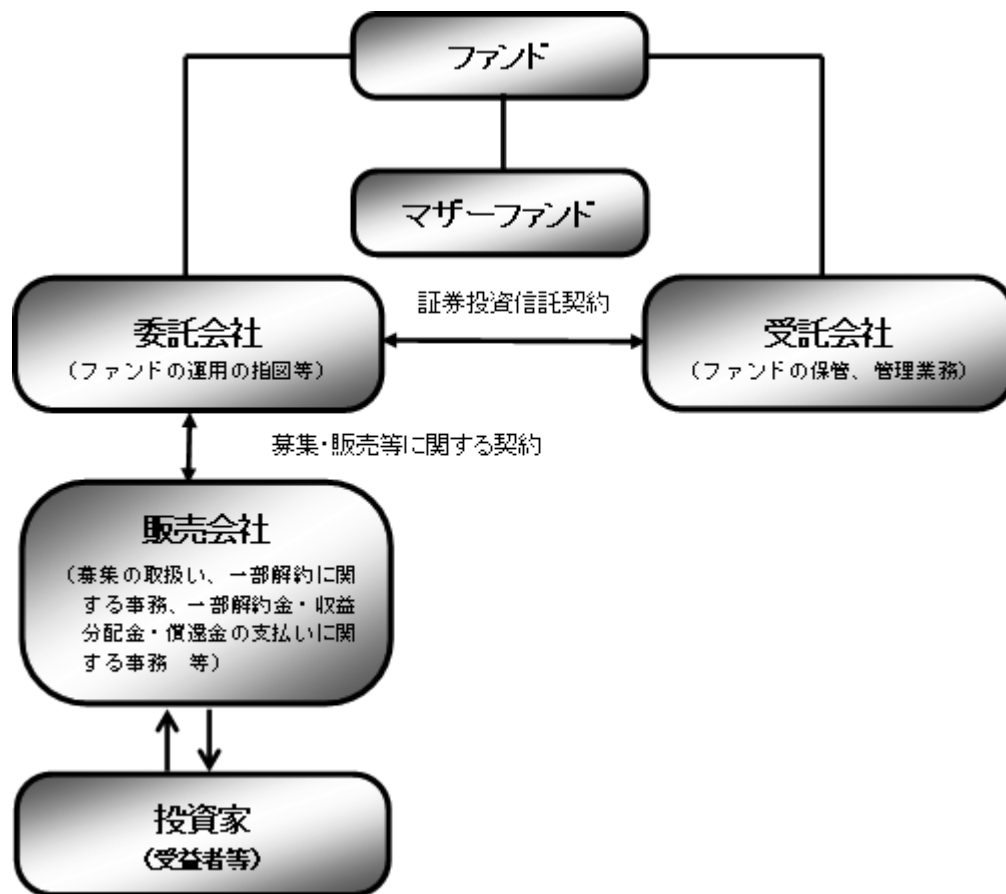 ファンド
マザーファンド
証券投資信託契約
委託会社
（ファンドの運用の指図等）
受託会社
（ファンドの保管、管理業務）
募集・販売等に関する契約
販売会社
（募集の取扱い、一部解約に関
する事務、一部解約金・収益
分配金・償還金の支払いに関
する事務　等）
投資家
（受益者等）